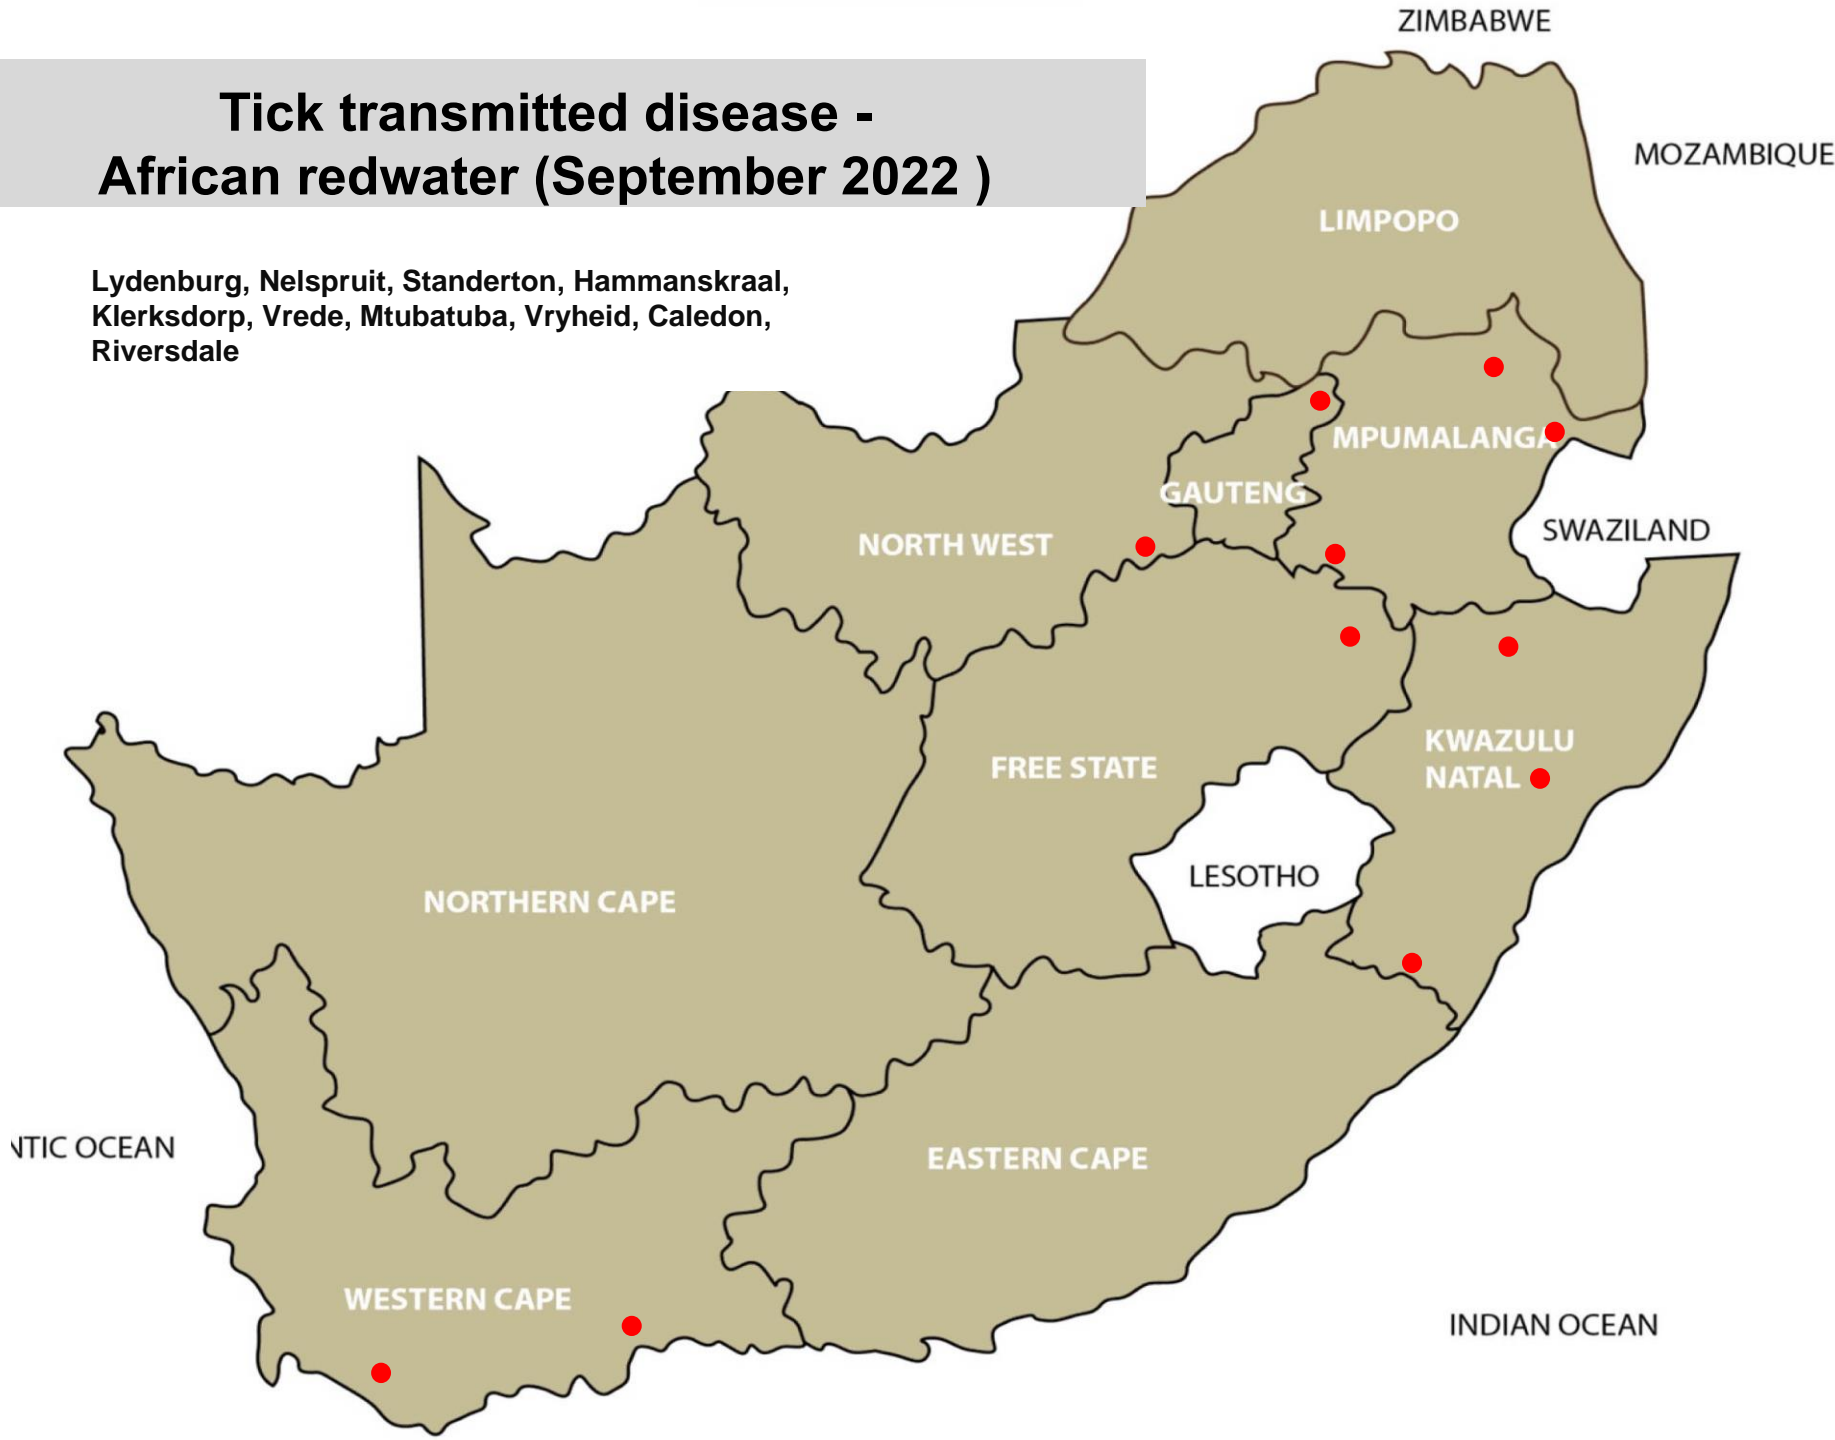 ZIMBABWE
Tick transmitted disease -
African redwater (September 2022 )
MOZAMBIQUE
LIMPOPO
Lydenburg, Nelspruit, Standerton, Hammanskraal,
Klerksdorp, Vrede, Mtubatuba, Vryheid, Caledon,
Riversdale
MPUMALANGA
GAUTENG
SWAZILAND
NORTH WEST
KWAZULU
NATAL
FREE STATE
LESOTHO
NORTHERN CAPE
NTIC OCEAN
EASTERN CAPE
WESTERN CAPE
INDIAN OCEAN